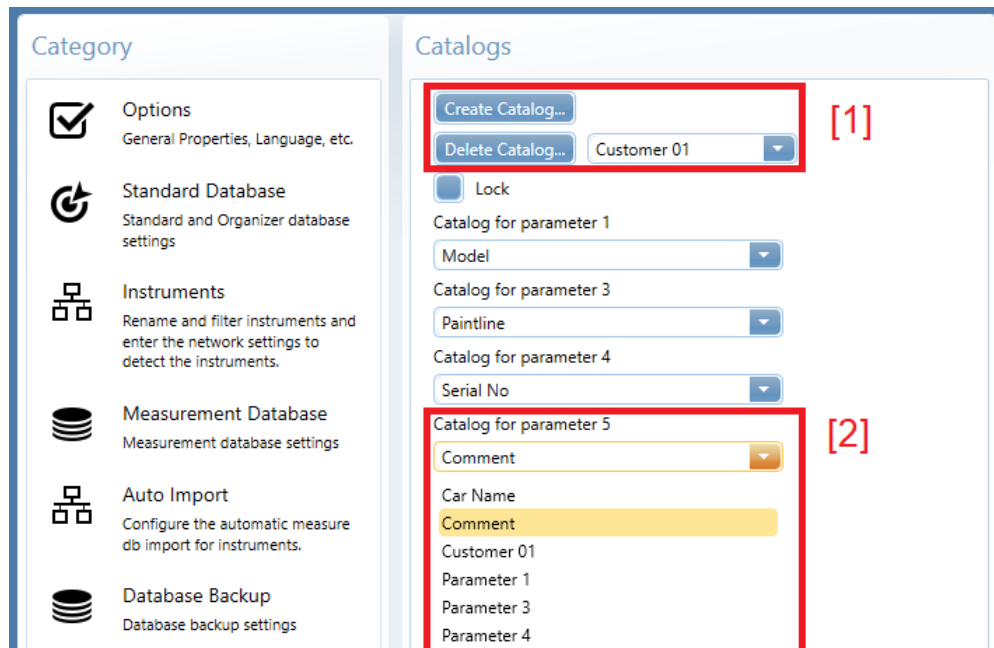 Category
Options
General Properties, Language, etc.
Standard Database
Standard and Organizer database
settings
Instruments
Rename and filter instruments and
enter the network settings to
detect the instruments.
Measurement Database
Measurement database settings
Auto Import
Configure the automatic measure
db import for instruments.
Database Backup
Database backup settings
Catalogs
Create Catalog...
[1]
Delete Catalog...
Customer 01
Lock
Catalog for parameter 1
Model
Catalog for parameter 3
Paintline
Catalog for parameter 4
Serial No
Catalog for parameter 5
[2]
Comment
Car Name
Comment
Customer 01
Parameter 1
Parameter 3
Parameter 4